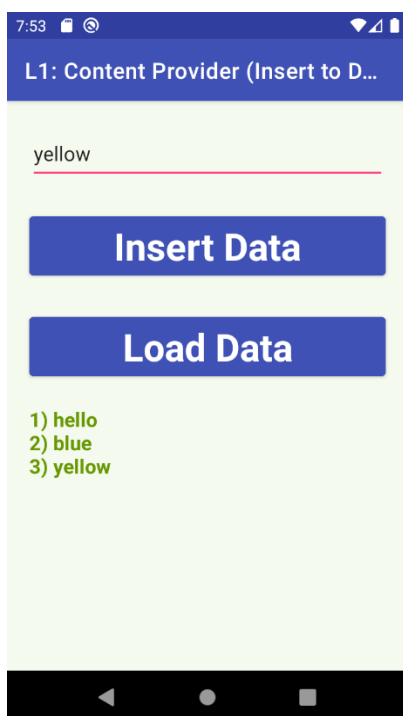 7:53
L1: Content Provider (Insert to D...
yellow
Insert Data
Load Data
1) hello
2) blue
3) yellow